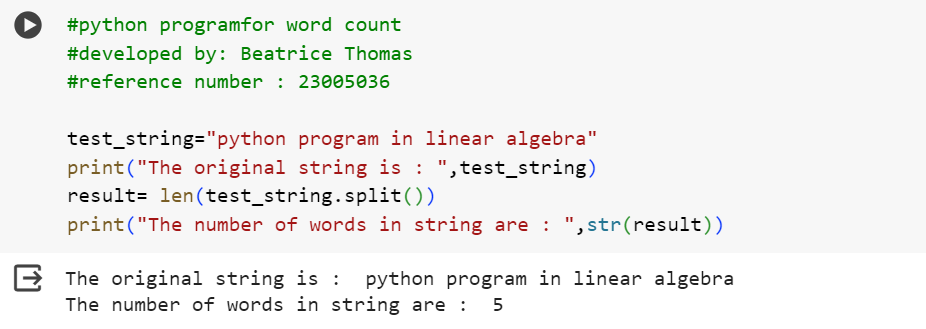 #python programfor word count
#developed by: Beatrice Thomas
#reference number : 23005036
test_string="python program in linear algebra"
print("The original string is : ",test_string)
result= len(test_string.split())
print("The number of words in string are : ",str(result))
The original string is :  python program in linear algebra
The number of words in string are :  5